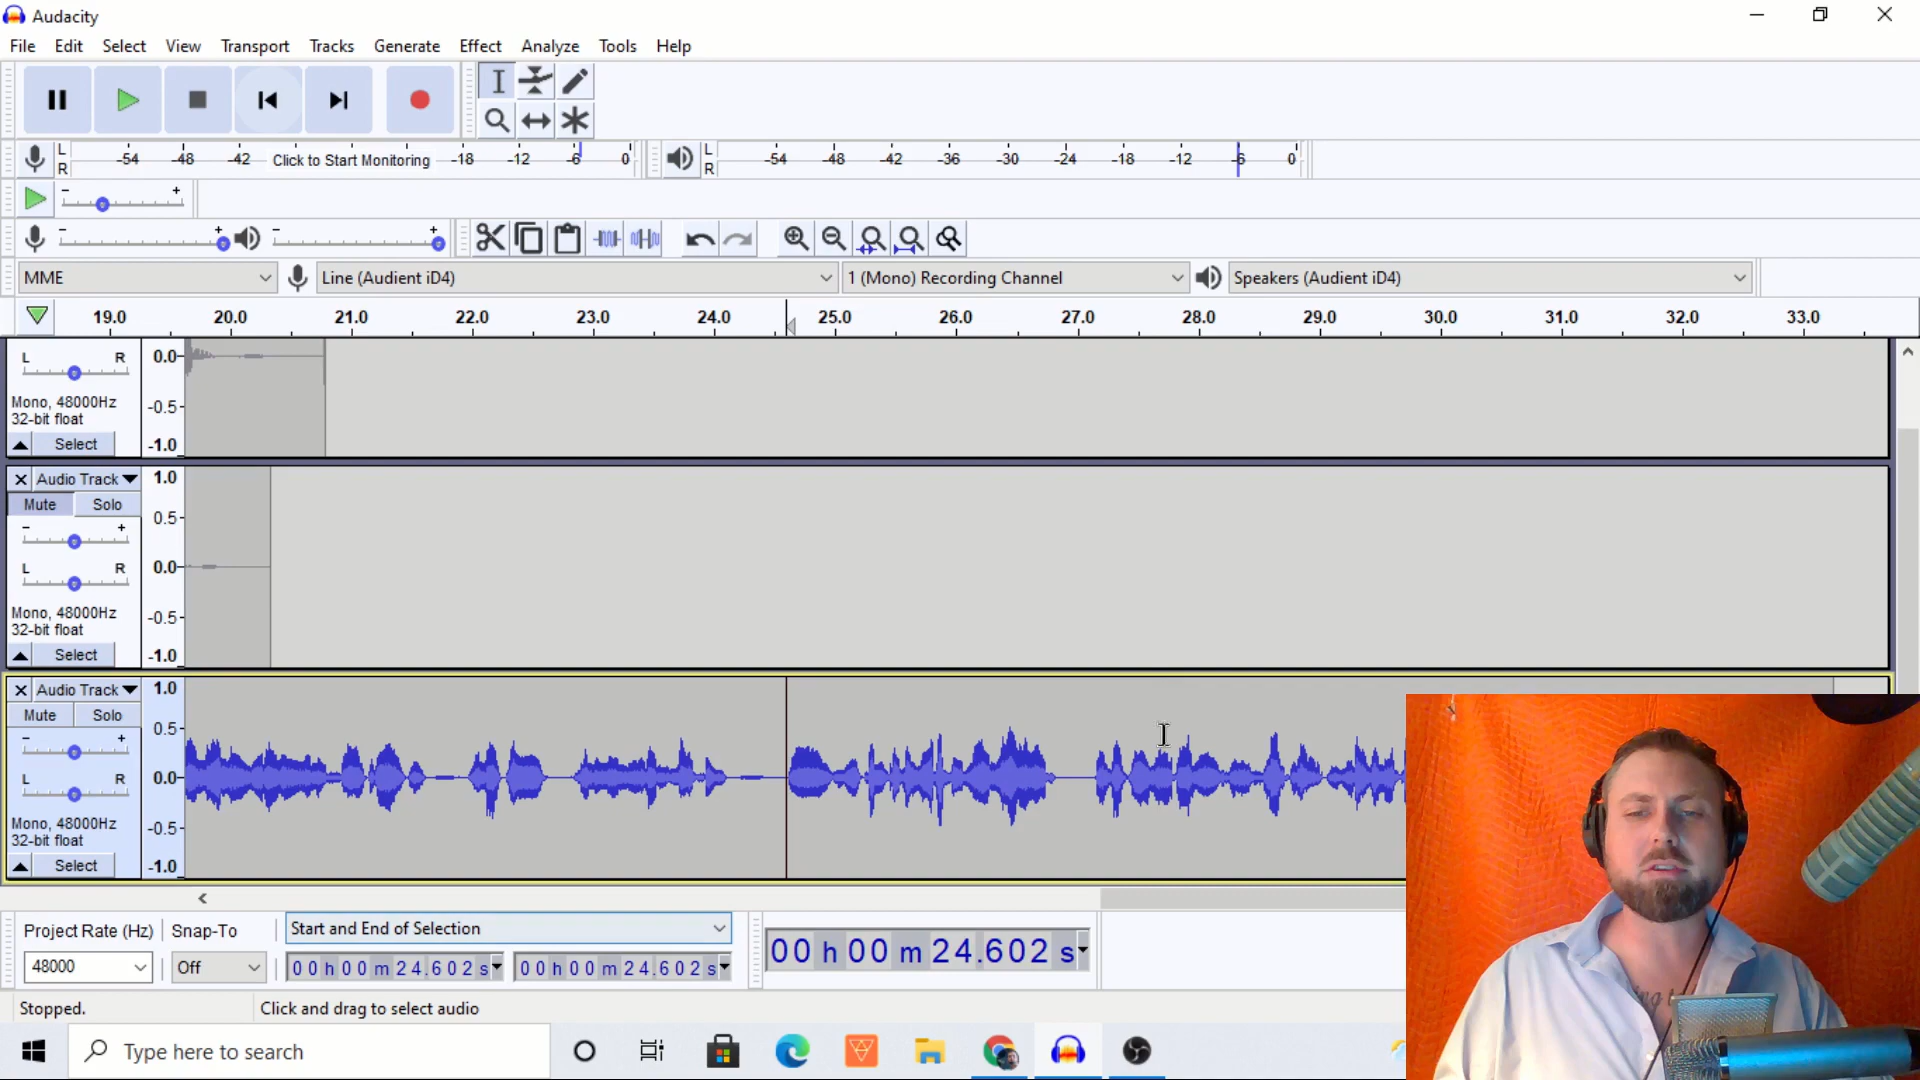 Audacity
File Edit Select View Transport Tracks Generate Effect Analyze Tools Help
L -54 -48 -42 Click to Start Monitoring -18 -12 -6 0 L -54 -48 -42 -36 -30 -24 -18 -12 -6 0
R R
- +
- + - +
MME Line (Audient iD4) 1 (Mono) Recording Channel Speakers (Audient iD4)
19.0 20.0 21.0 22.0 23.0 24.0 25.0 26.0 27.0 28.0 29.0 30.0 31.0 32.0 33.0
L R 0.0
Mono, 48000Hz -0.5
32-bit float
Select -1.0
Audio Track 1.0
Mute Solo 0.5
- +
L R 0.0
Mono, 48000Hz -0.5
32-bit float
Select -1.0
Audio Track 1.0
Mute Solo 0.5
- +
L R 0.0
Mono, 48000Hz -0.5
32-bit float
Select -1.0
Project Rate (Hz) Snap-To Start and End of Selection
48000 Off 00 h 00 m 24.602 s 00 h 00 m 24.602 s 00 h 00 m 24.602 s
Stopped. Click and drag to select audio
Type here to search